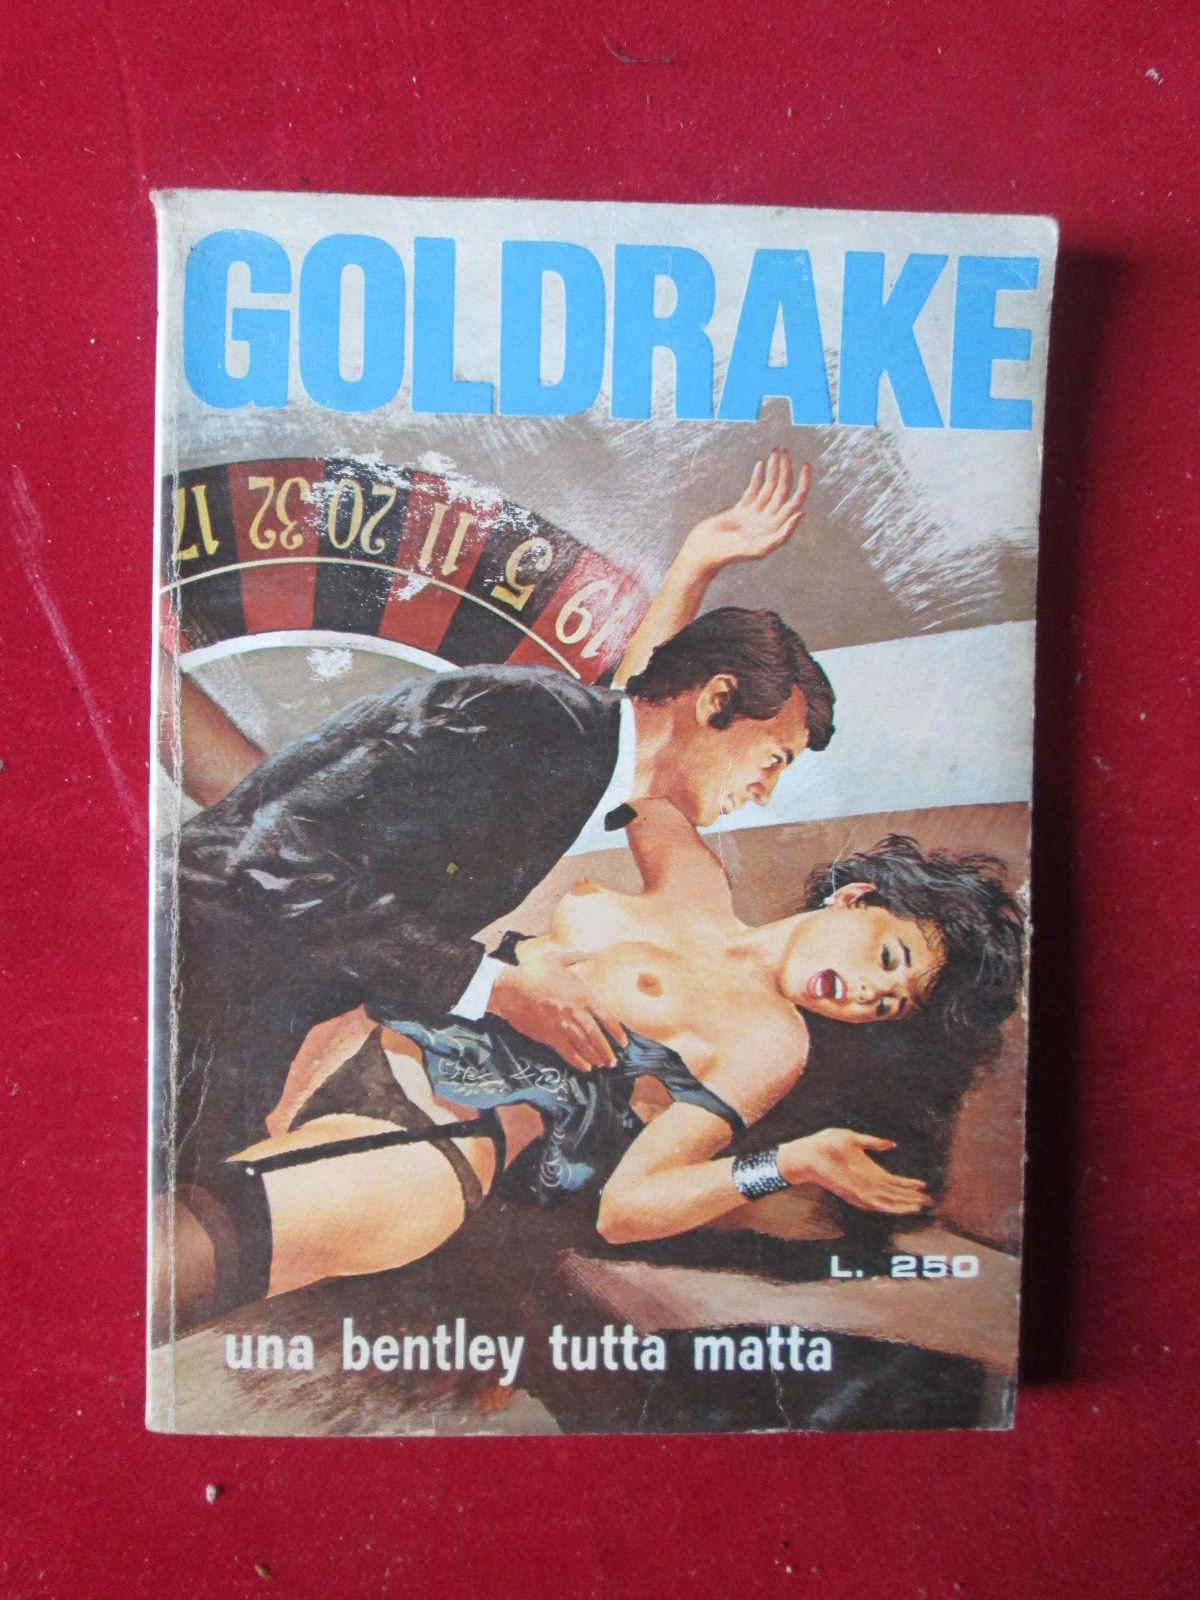 GOLDRAKE
17 32 20 11 5 19
L. 250
una bentley tutta matta